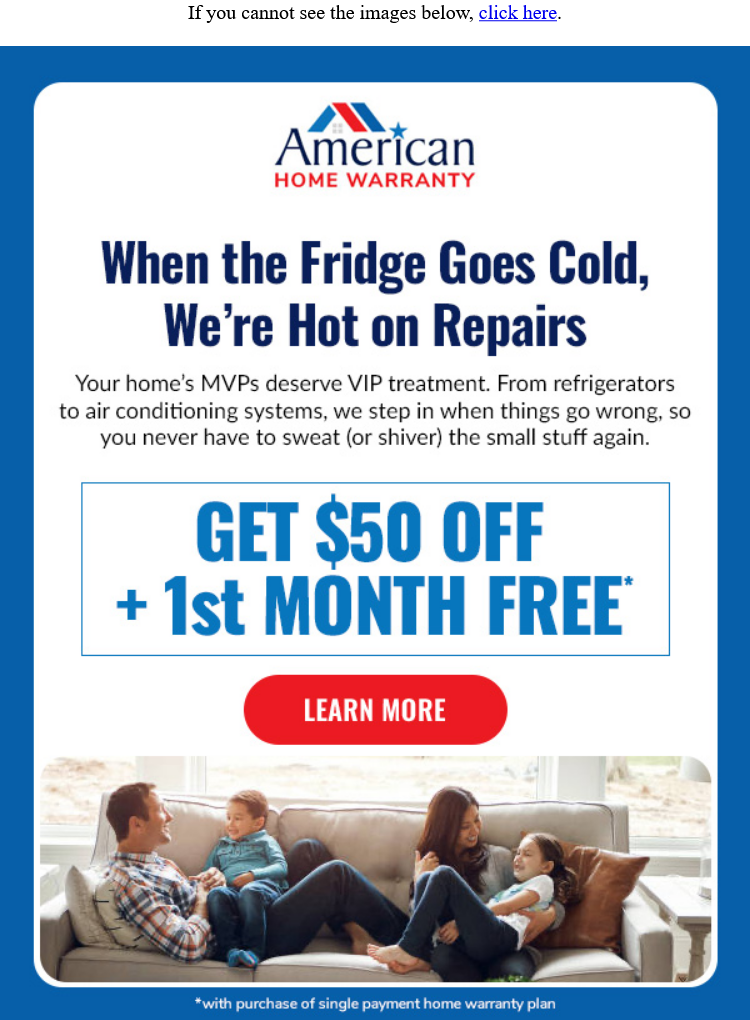 If you cannot see the images below, click here.
American
HOME WARRANTY
When the Fridge Goes Cold,
We're Hot on Repairs
Your home's MVPs deserve VIP treatment. From refrigerators
to air conditioning systems, we step in when things go wrong, so
you never have to sweat (or shiver) the small stuff again.
GET $50 OFF
+ 1st MONTH FREE*
LEARN MORE
*with purchase of single payment home warranty plan